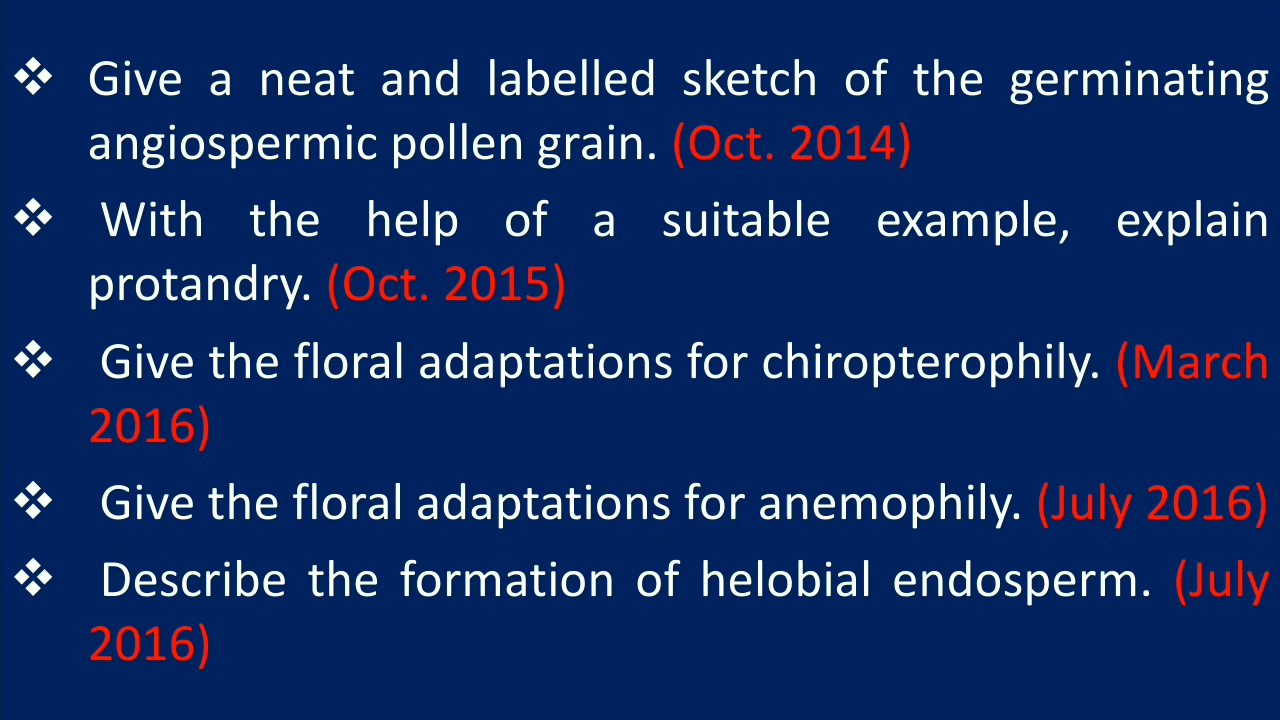 ❖ Give a neat and labelled sketch of the germinating
angiospermic pollen grain. (Oct. 2014)
❖ With the help of a suitable example, explain
protandry. (Oct. 2015)
❖ Give the floral adaptations for chiropterophily. (March
2016)
❖ Give the floral adaptations for anemophily. (July 2016)
❖ Describe the formation of helobial endosperm. (July
2016)